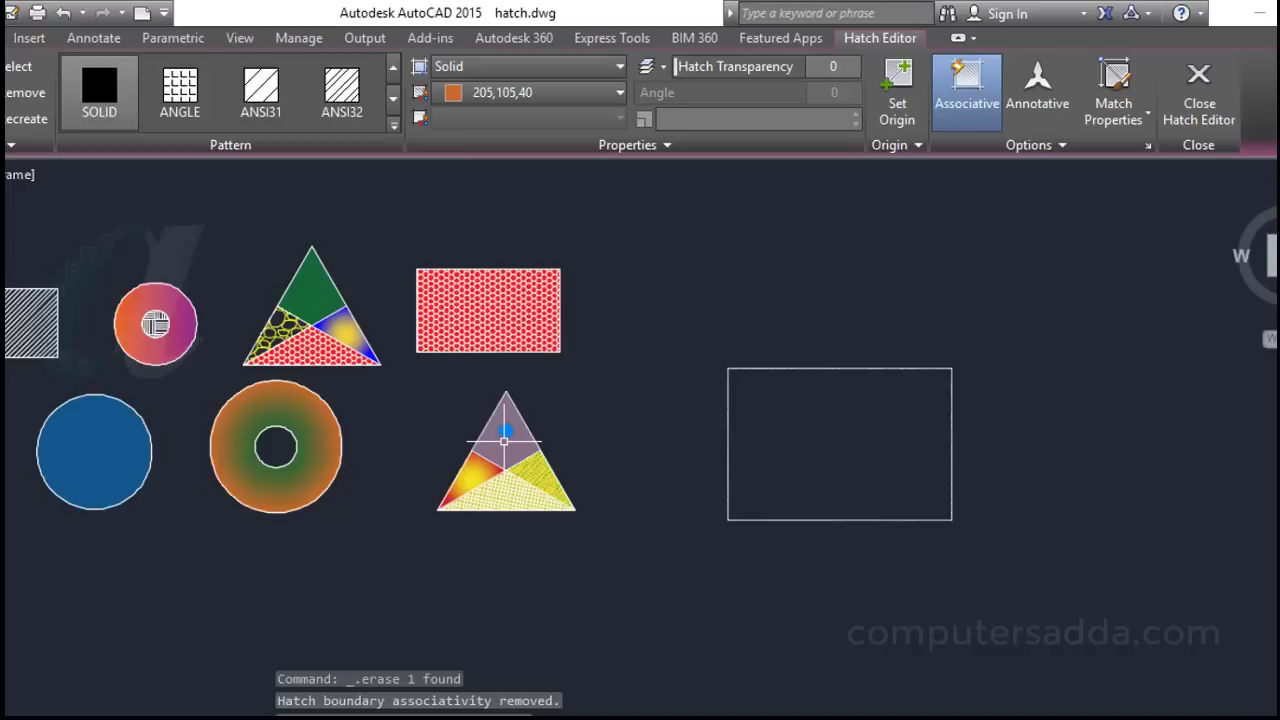 Autodesk AutoCAD 2015 hatch.dwg
Type a keyword or phrase
Sign In
Insert Annotate Parametric View Manage Output Add-ins Autodesk 360 Express Tools BIM 360 Featured Apps Hatch Editor
elect
emove
ecreate
SOLID
ANGLE
ANSI31
ANSI32
Pattern
Solid
205,105,40
Hatch Transparency 0
Angle 0
Properties
Set
Origin
Origin
Associative
Annotative
Match
Properties
Options
Close
Hatch Editor
Close
rame]
W
computersadda.com
Command: _.erase 1 found
Hatch boundary associativity removed.